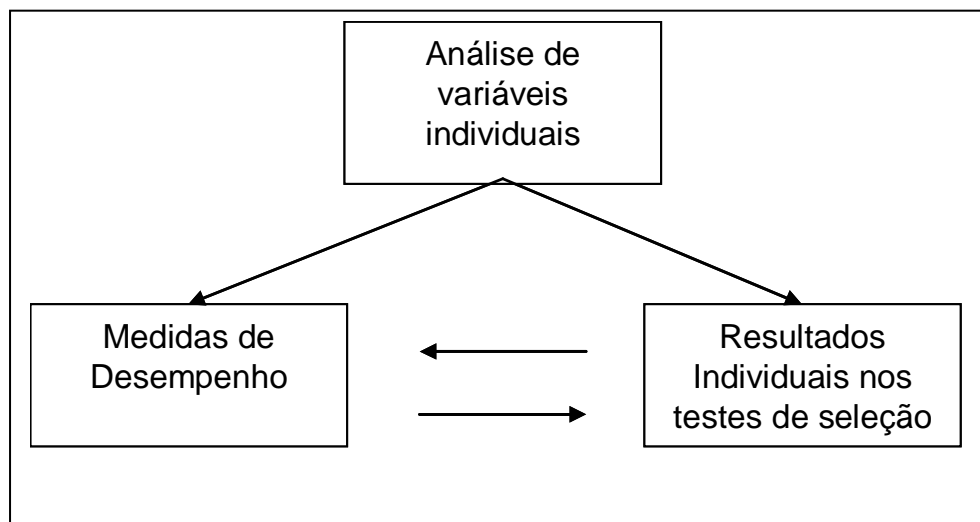 Análise de
variáveis
individuais
Medidas de
Desempenho
Resultados
Individuais nos
testes de seleção